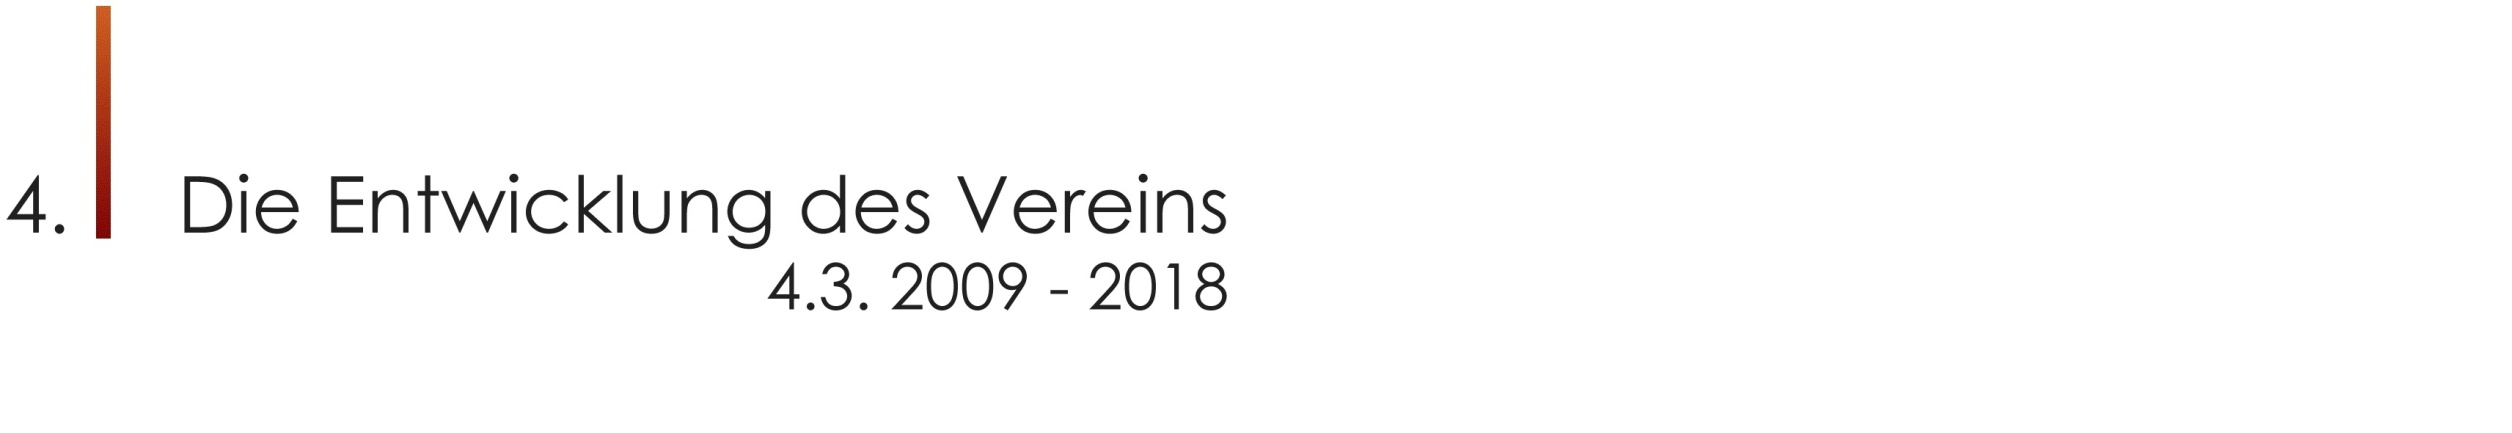 4. Die Entwicklung des Vereins
4.3. 2009 - 2018